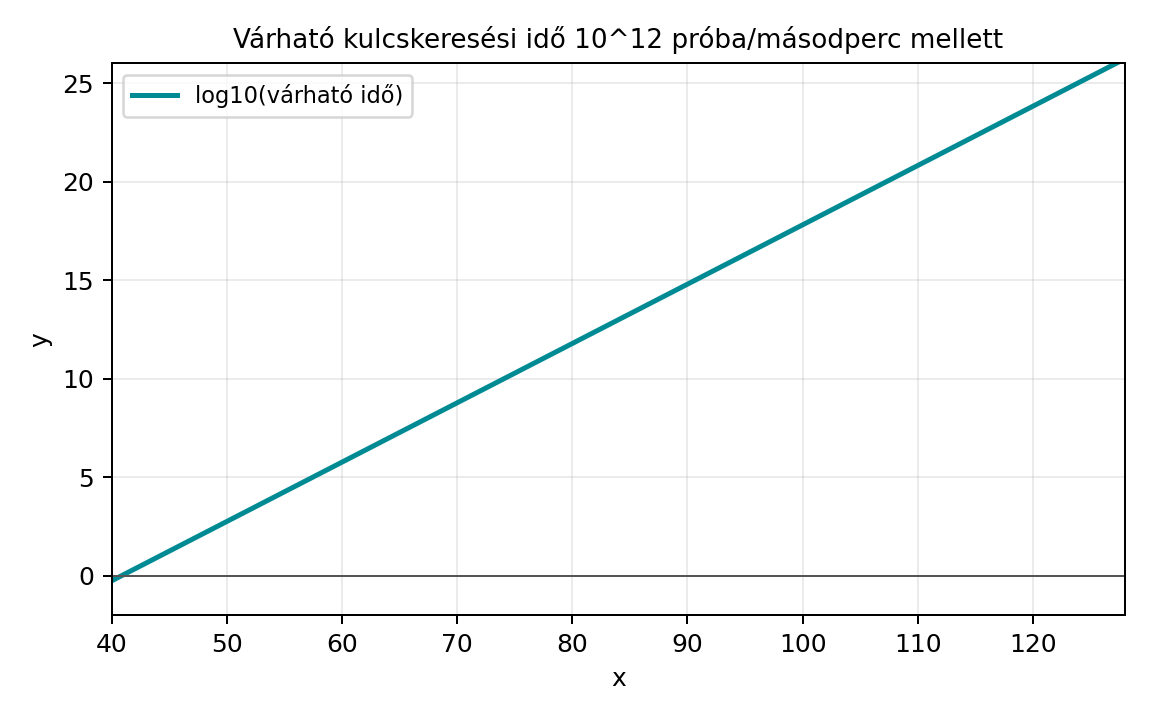 Várható kulcskeresési idő 10^12 próba/másodperc mellett
log10(várható idő)
25
20
15
10
5
0
y
40 50 60 70 80 90 100 110 120
x